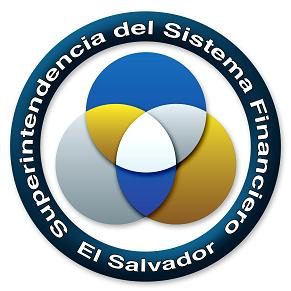 Superintendencia del Sistema Financiero
El Salvador